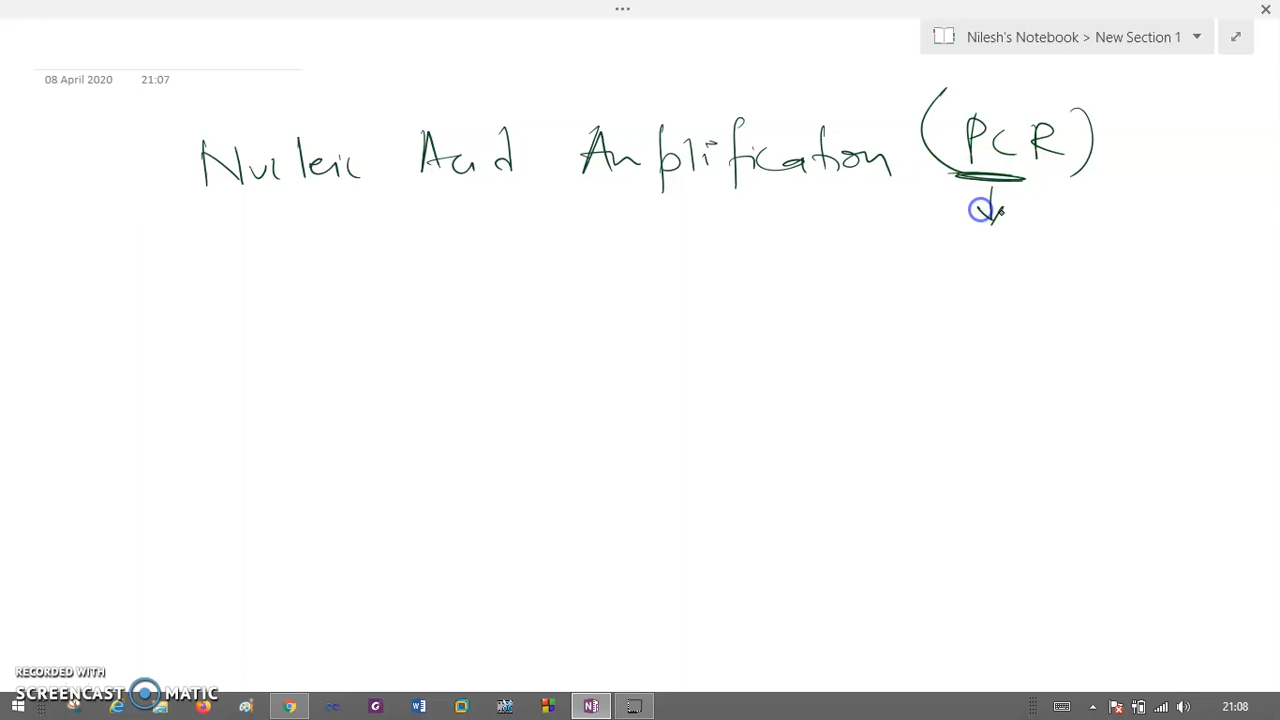 Nilesh's Notebook > New Section 1
08 April 2020 21:07
Nucleic Acid Amplification (PCR)
RECORDED WITH
SCREENCAST MATIC
21:08